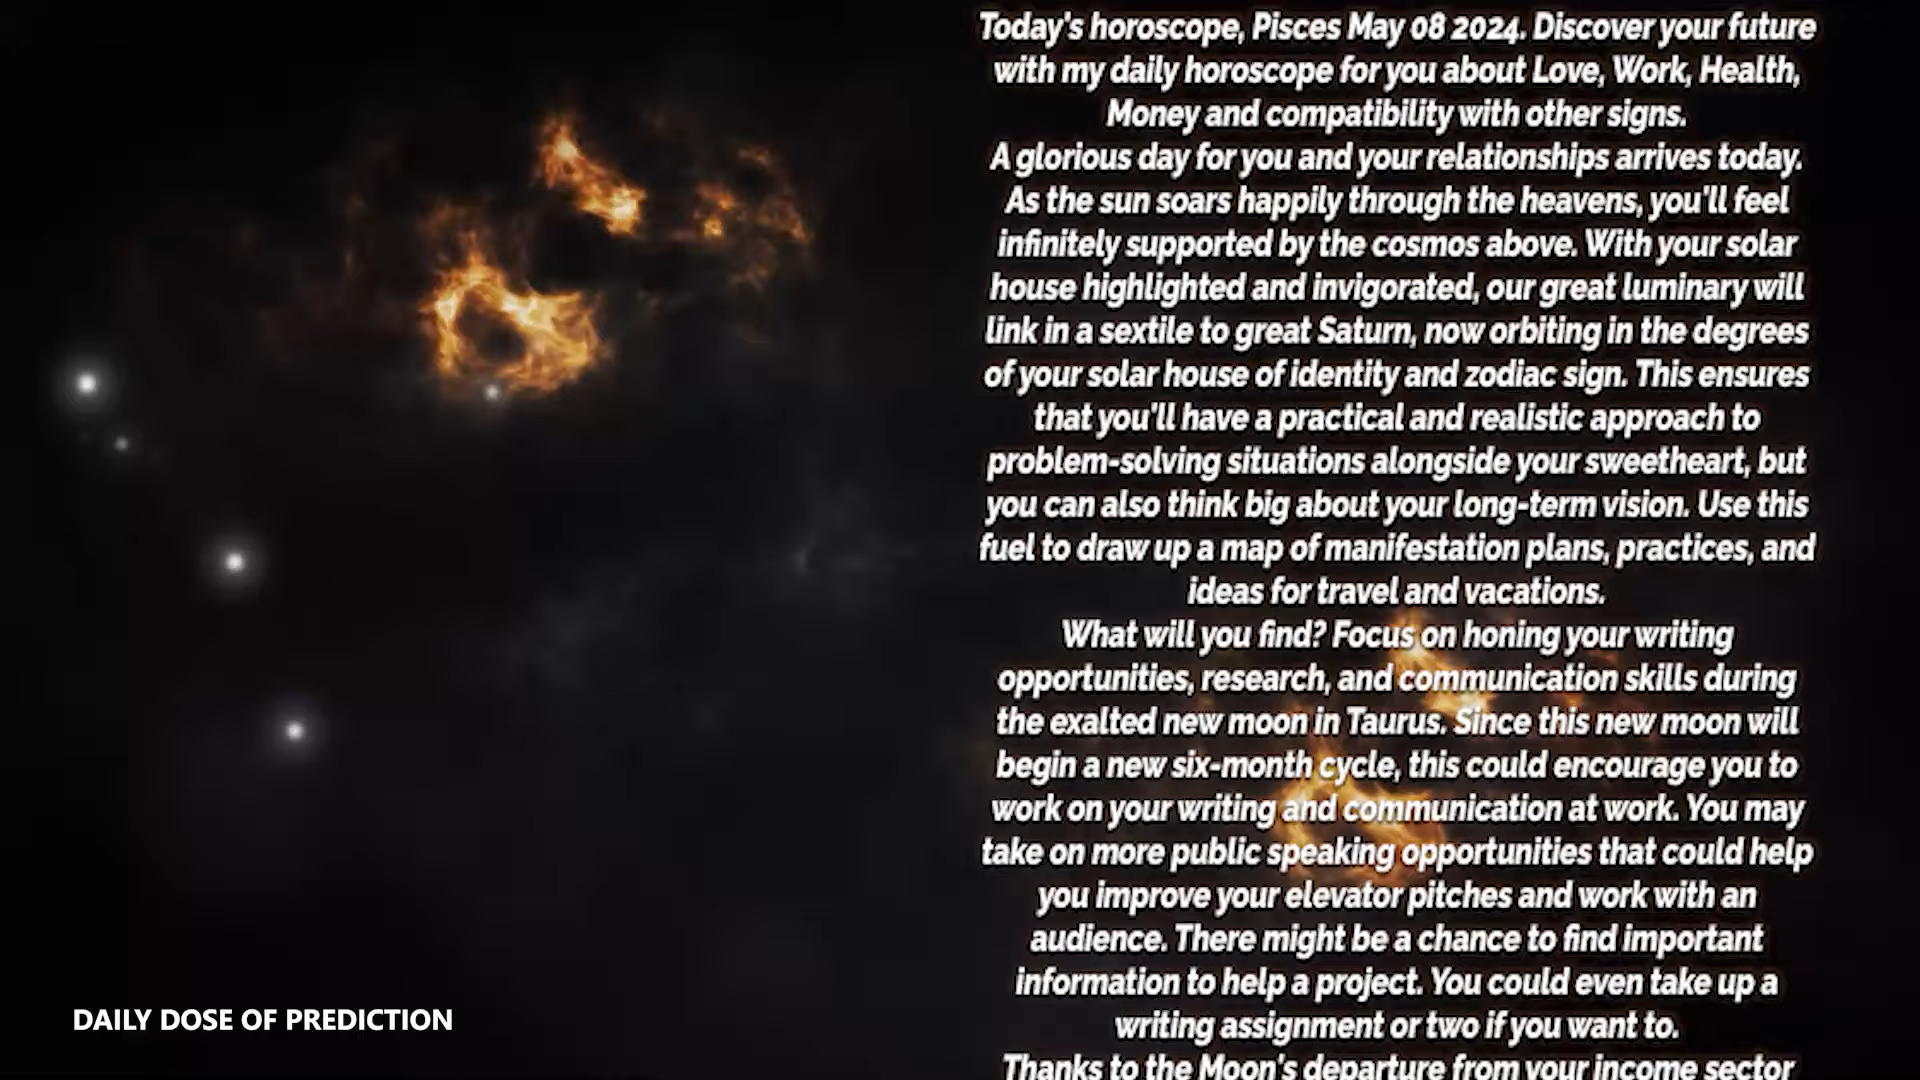 Today's horoscope, Pisces May 08 2024. Discover your future
with my daily horoscope for you about Love, Work, Health,
Money and compatibility with other signs.
A glorious day for you and your relationships arrives today.
As the sun soars happily through the heavens, you'll feel
infinitely supported by the cosmos above. With your solar
house highlighted and invigorated, our great luminary will
link in a sextile to great Saturn, now orbiting in the degrees
of your solar house of identity and zodiac sign. This ensures
that you'll have a practical and realistic approach to
problem-solving situations alongside your sweetheart, but
you can also think big about your long-term vision. Use this
fuel to draw up a map of manifestation plans, practices, and
ideas for travel and vacations.
What will you find? Focus on honing your writing
opportunities, research, and communication skills during
the exalted new moon in Taurus. Since this new moon will
begin a new six-month cycle, this could encourage you to
work on your writing and communication at work. You may
take on more public speaking opportunities that could help
you improve your elevator pitches and work with an
audience. There might be a chance to find important
information to help a project. You could even take up a
writing assignment or two if you want to.
Thanks to the Moon's departure from your income sector
DAILY DOSE OF PREDICTION